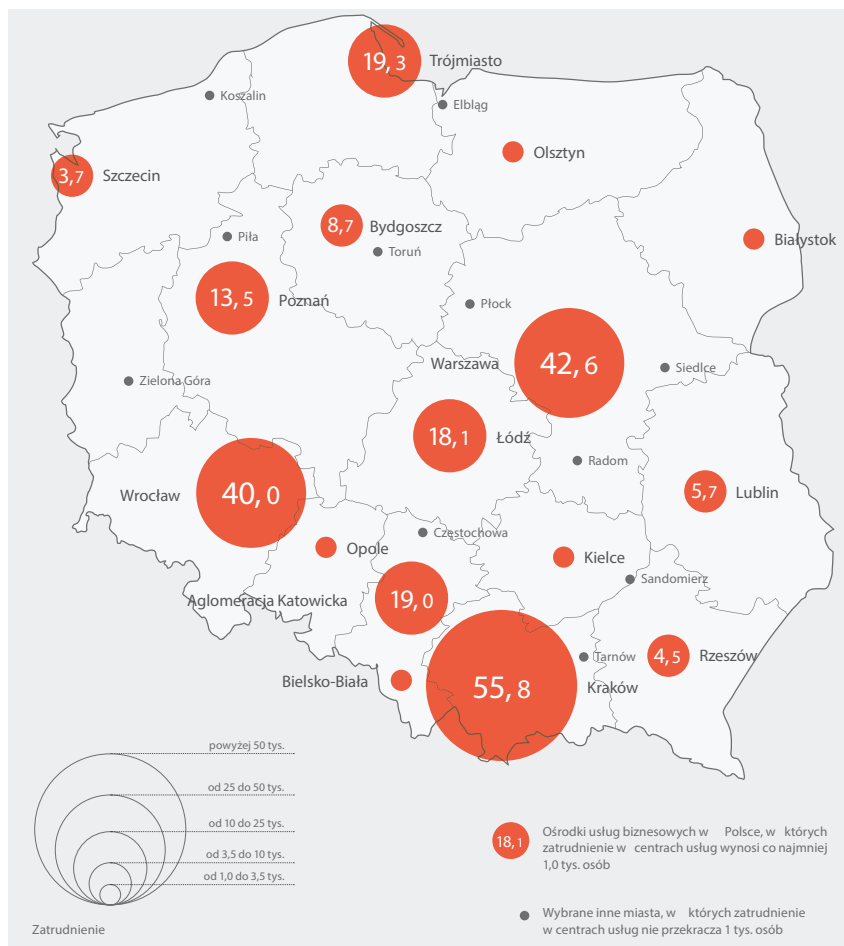 19,3
Trójmiasto
Koszalin
Elbląg
Olsztyn
3,7
Szczecin
8,7
Bydgoszcz
Białystok
Piła
Toruń
13,5
Poznań
Płock
Warszawa
42,6
Siedlce
Zielona Góra
18,1
Łódź
Radom
Wrocław
40,0
5,7
Lublin
Opole
Częstochowa
Kielce
Sandomierz
Aglomeracja Katowicka
19,0
Tarnów
4,5
Rzeszów
Bielsko-Biała
55,8
Kraków
powyżej 50 tys.
od 25 do 50 tys.
od 10 do 25 tys.
od 3,5 do 10 tys.
od 1,0 do 3,5 tys.
Zatrudnienie
18,1
Ośrodki usług biznesowych w Polsce, w których
zatrudnienie w centrach usług wynosi co najmniej
1,0 tys. osób
Wybrane inne miasta, w których zatrudnienie
w centrach usług nie przekracza 1 tys. osób